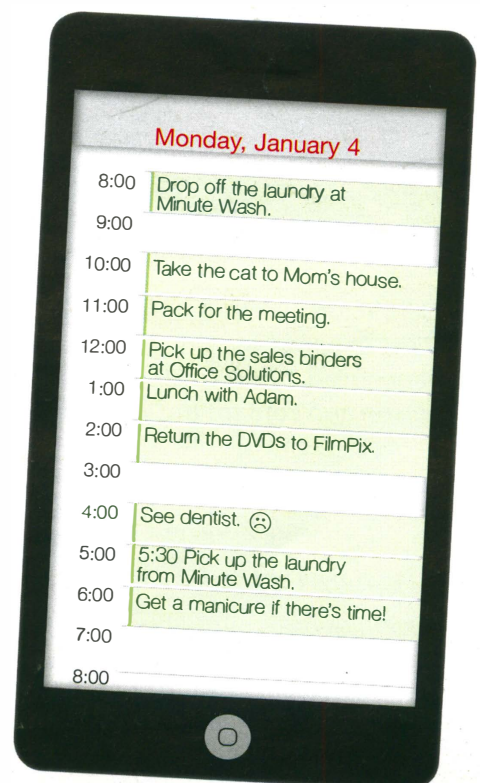 Monday, January 4
8:00 Drop off the laundry at
Minute Wash.
9:00
10:00 Take the cat to Mom's house.
11:00 Pack for the meeting.
12:00 Pick up the sales binders
at Office Solutions.
1:00 Lunch with Adam.
2:00 Return the DVDs to FilmPix.
3:00
4:00 See dentist. ☹
5:00 5:30 Pick up the laundry
from Minute Wash.
6:00 Get a manicure if there's time!
7:00
8:00